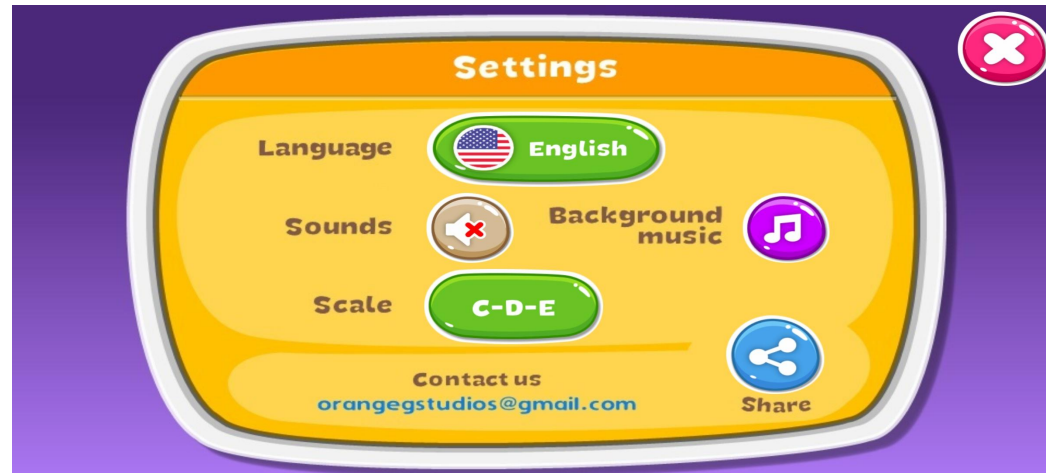 Settings
Language
English
Sounds
Background
music
Scale
C-D-E
Contact us
orangegstudios@gmail.com
Share